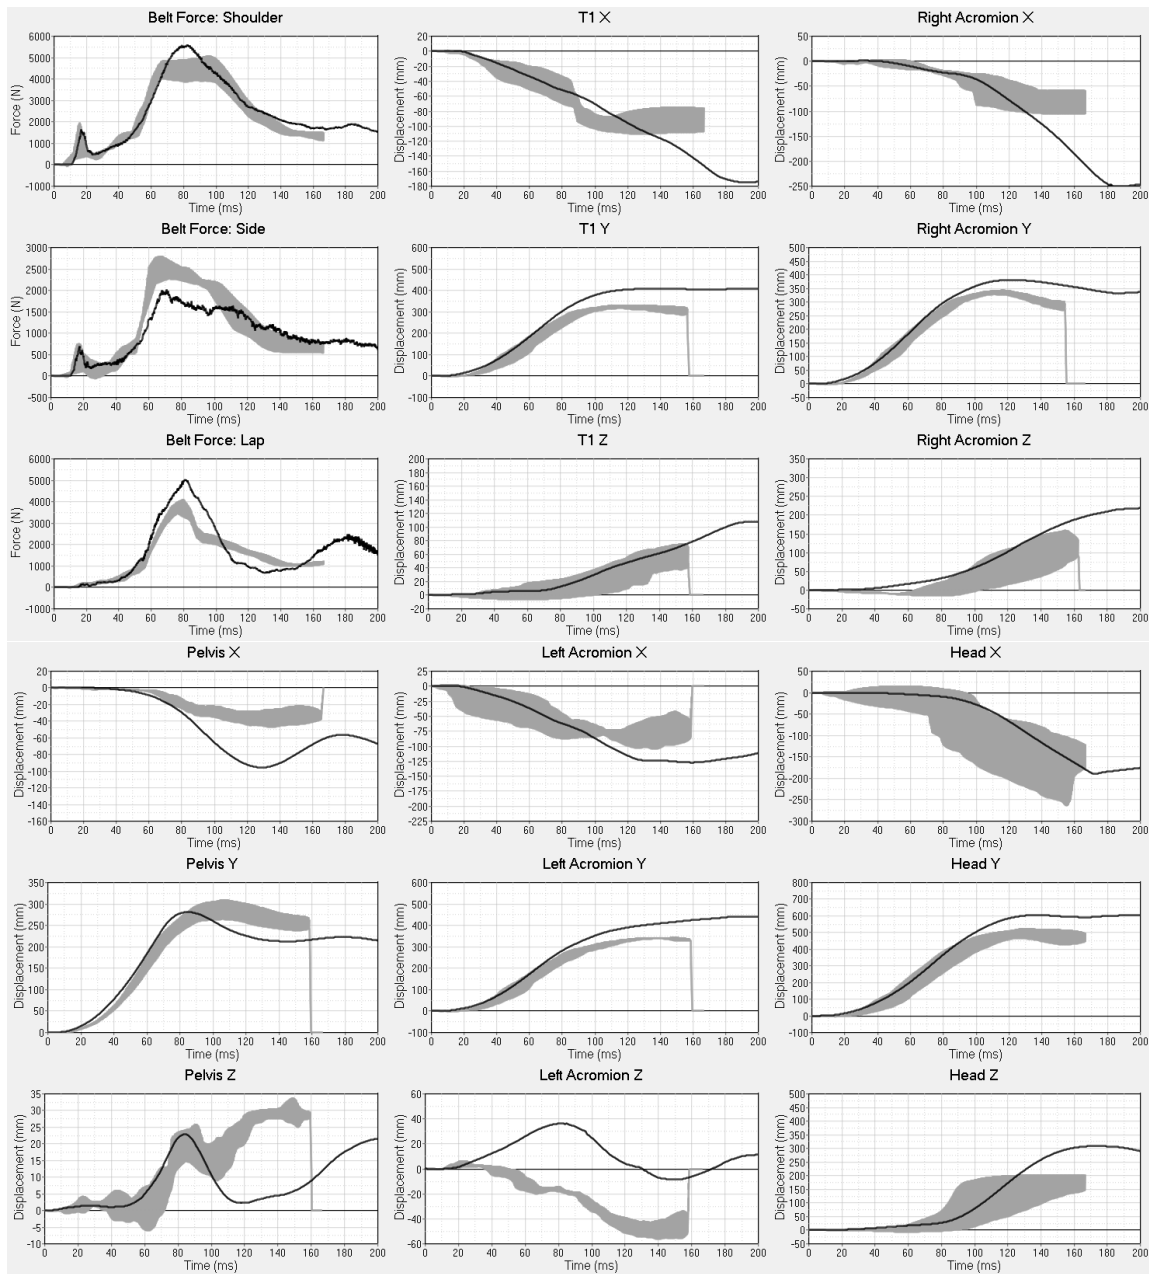 Belt Force: Shoulder
Force (N)
6000
5000
4000
3000
2000
1000
0
-1000
0 20 40 60 80 100 120 140 160 180 200
Time (ms)
T1 X
Displacement (mm)
20
0
-20
-40
-60
-80
-100
-120
-140
-160
-180
0 20 40 60 80 100 120 140 160 180 200
Time (ms)
Right Acromion X
Displacement (mm)
50
0
-50
-100
-150
-200
-250
0 20 40 60 80 100 120 140 160 180 200
Time (ms)
Belt Force: Side
Force (N)
3000
2500
2000
1500
1000
500
0
-500
0 20 40 60 80 100 120 140 160 180 200
Time (ms)
T1 Y
Displacement (mm)
600
500
400
300
200
100
0
-100
0 20 40 60 80 100 120 140 160 180 200
Time (ms)
Right Acromion Y
Displacement (mm)
500
450
400
350
300
250
200
150
100
50
0
-50
0 20 40 60 80 100 120 140 160 180 200
Time (ms)
Belt Force: Lap
Force (N)
6000
5000
4000
3000
2000
1000
0
-1000
0 20 40 60 80 100 120 140 160 180 200
Time (ms)
T1 Z
Displacement (mm)
200
180
160
140
120
100
80
60
40
20
0
-20
0 20 40 60 80 100 120 140 160 180 200
Time (ms)
Right Acromion Z
Displacement (mm)
350
300
250
200
150
100
50
0
-50
0 20 40 60 80 100 120 140 160 180 200
Time (ms)
Pelvis X
Displacement (mm)
20
0
-20
-40
-60
-80
-100
-120
-140
-160
0 20 40 60 80 100 120 140 160 180 200
Time (ms)
Left Acromion X
Displacement (mm)
25
0
-25
-50
-75
-100
-125
-150
-175
-200
-225
0 20 40 60 80 100 120 140 160 180 200
Time (ms)
Head X
Displacement (mm)
50
0
-50
-100
-150
-200
-250
-300
0 20 40 60 80 100 120 140 160 180 200
Time (ms)
Pelvis Y
Displacement (mm)
350
300
250
200
150
100
50
0
0 20 40 60 80 100 120 140 160 180 200
Time (ms)
Left Acromion Y
Displacement (mm)
600
500
400
300
200
100
0
-100
0 20 40 60 80 100 120 140 160 180 200
Time (ms)
Head Y
Displacement (mm)
800
700
600
500
400
300
200
100
0
-100
0 20 40 60 80 100 120 140 160 180 200
Time (ms)
Pelvis Z
Displacement (mm)
35
30
25
20
15
10
5
0
-5
-10
0 20 40 60 80 100 120 140 160 180 200
Time (ms)
Left Acromion Z
Displacement (mm)
60
40
20
0
-20
-40
-60
0 20 40 60 80 100 120 140 160 180 200
Time (ms)
Head Z
Displacement (mm)
500
450
400
350
300
250
200
150
100
50
0
-50
0 20 40 60 80 100 120 140 160 180 200
Time (ms)